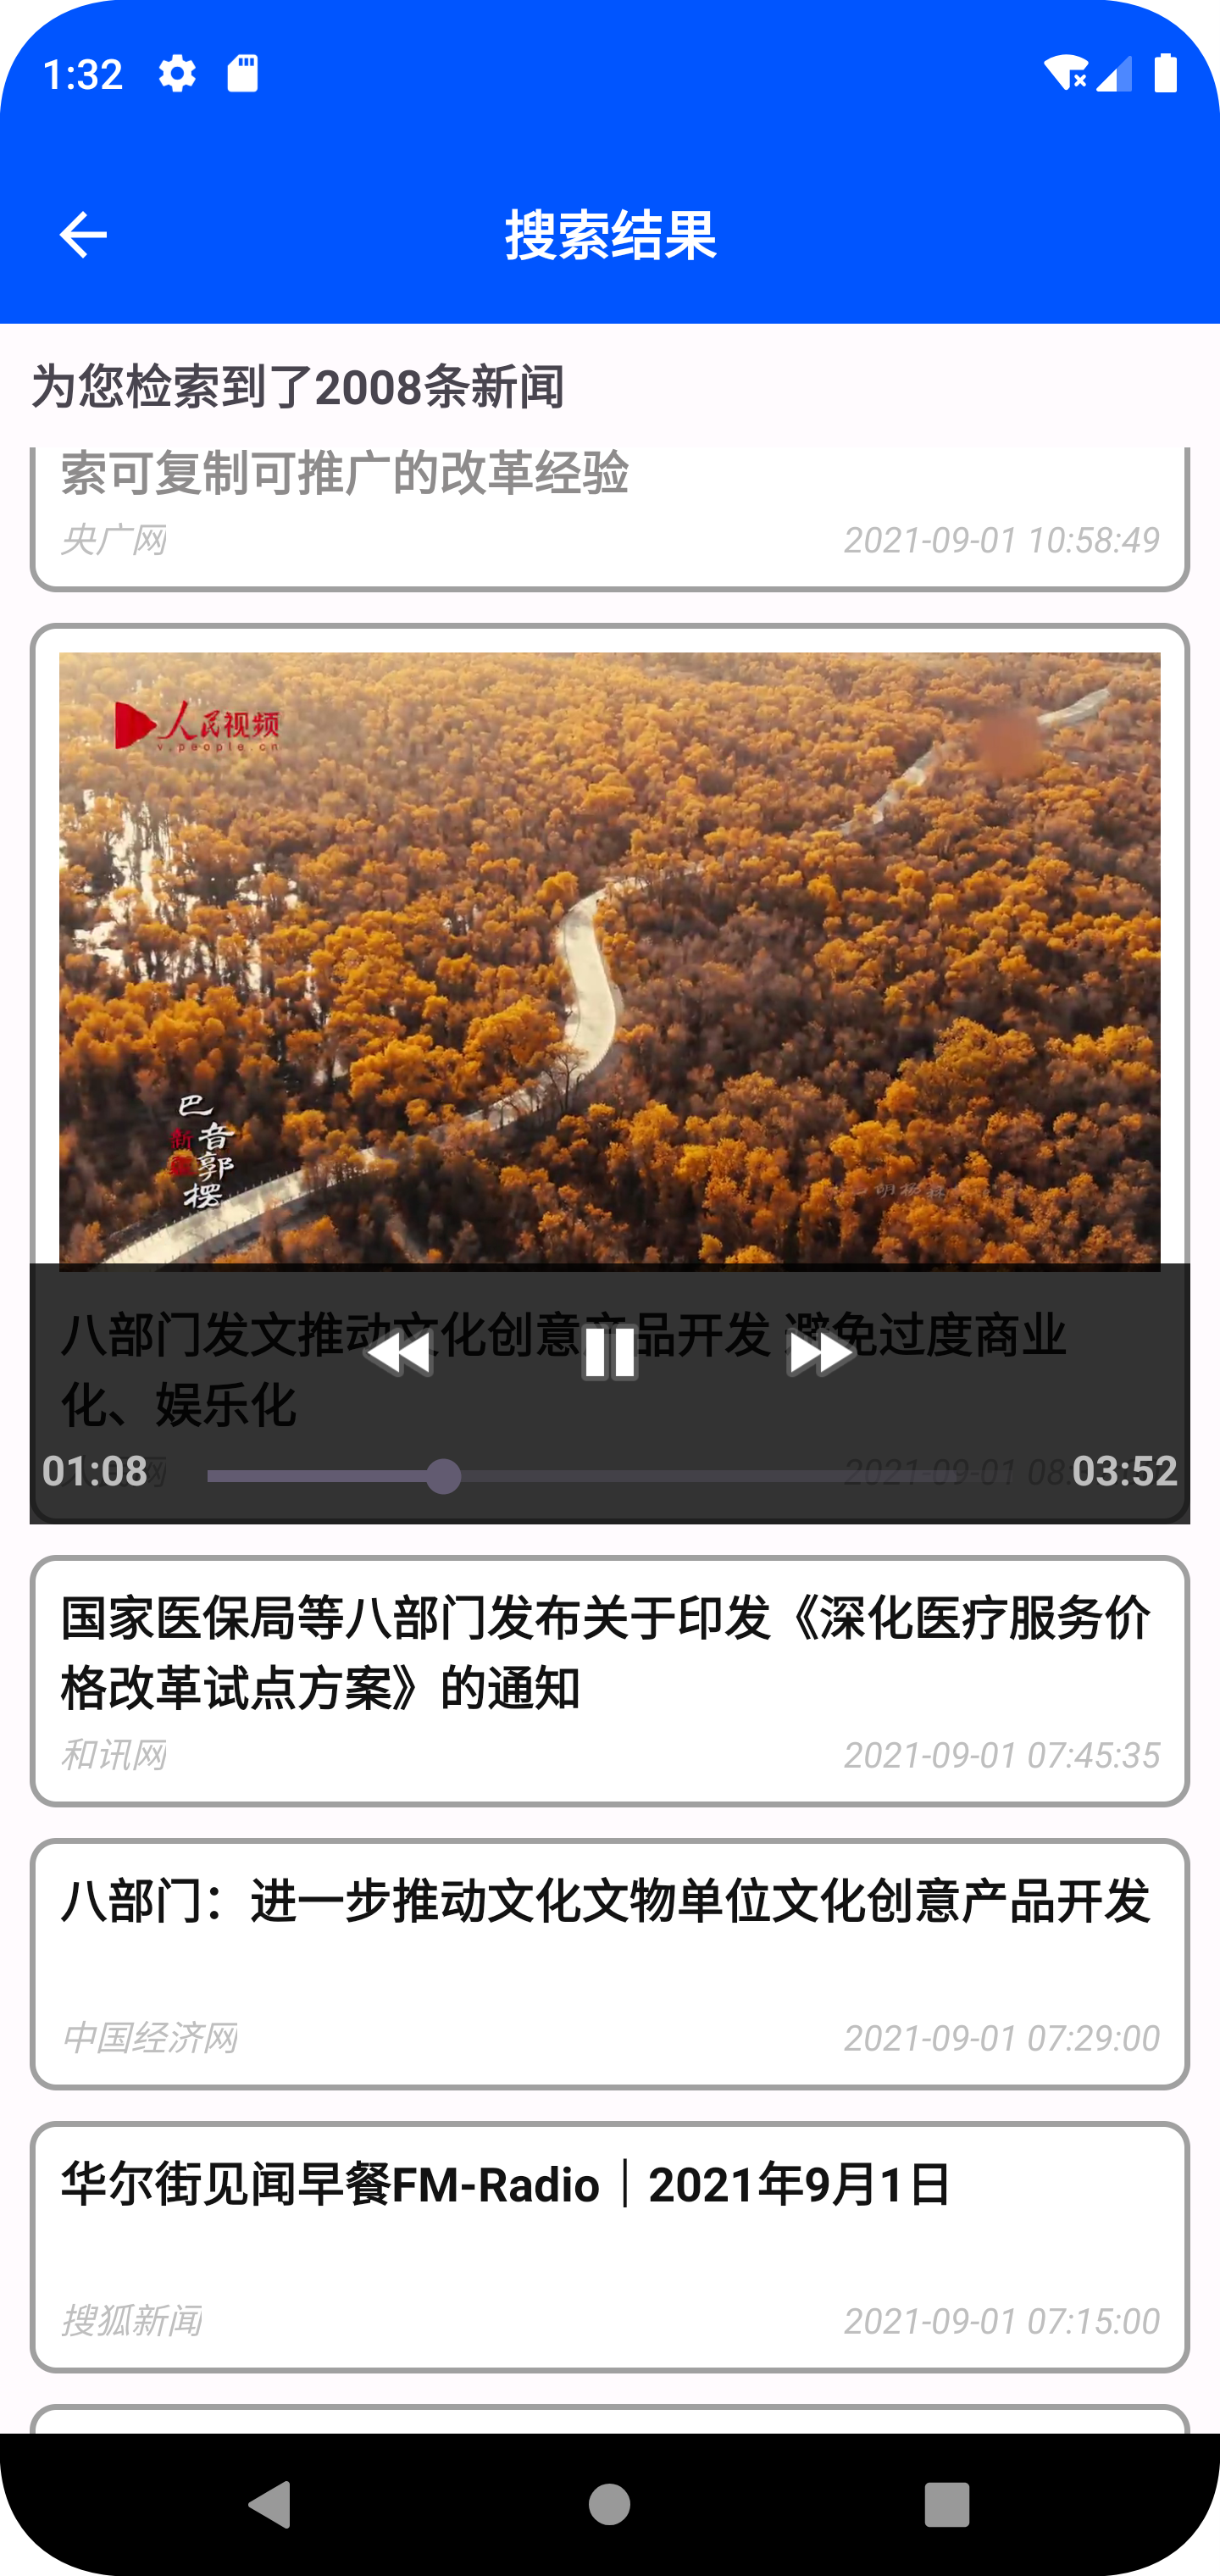 1:32
搜索结果
为您检索到了2008条新闻
索可复制可推广的改革经验
央广网 2021-09-01 10:58:49
人民视频
v.people.cn
巴音郭楞
新疆
八部门发文推动文化创意产品开发 避免过度商业
化、娱乐化
01:08 网 2021-09-01 08: 03:52
国家医保局等八部门发布关于印发《深化医疗服务价
格改革试点方案》的通知
和讯网 2021-09-01 07:45:35
八部门：进一步推动文化文物单位文化创意产品开发
中国经济网 2021-09-01 07:29:00
华尔街见闻早餐FM-Radio｜2021年9月1日
搜狐新闻 2021-09-01 07:15:00